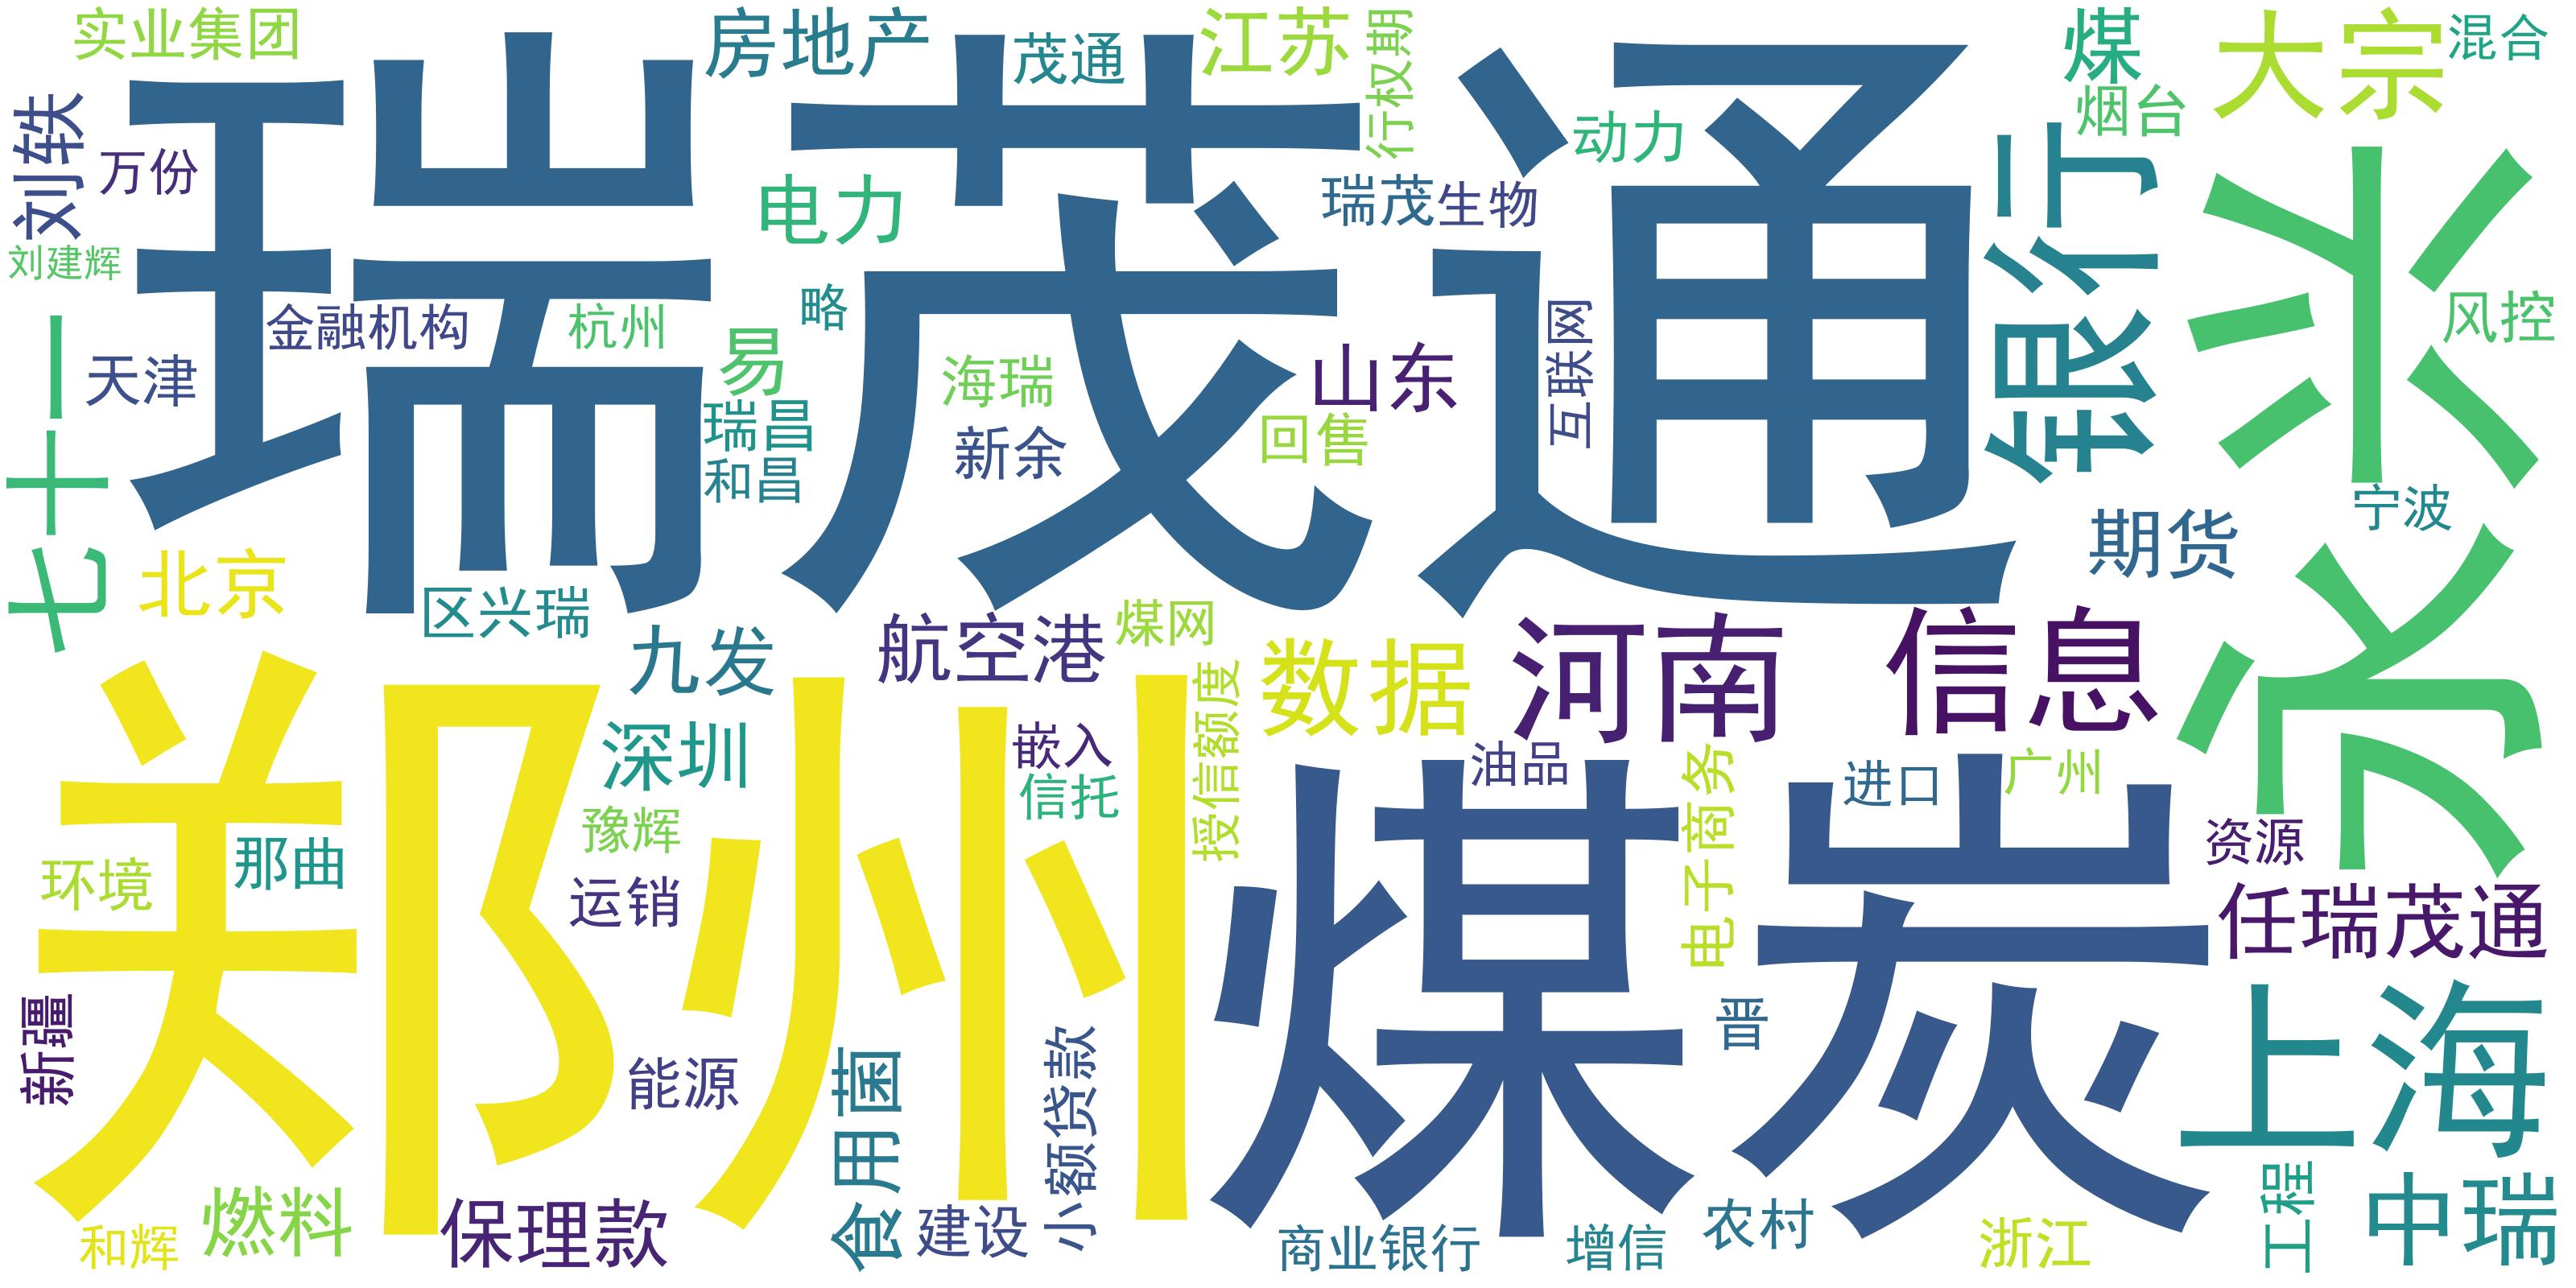 实业集团
房地产
茂通
江苏
行权期
煤
大宗
混合
刘轶
万份
瑞茂通
动力
烟台
银行
电力
瑞茂
生物
永兴
刘建辉
金融机构
杭州
略
互联网
风控
天津
易
海瑞
山东
七十一
瑞昌
新余
回售
和昌
宁波
期货
北京
区兴瑞
九发
航空港
煤网
数据
河南
信息
郑州
深圳
嵌入
授信额度
油品
电子商务
煤炭
进口
广州
信托
豫辉
资源
环境
那曲
运销
任瑞茂通
新疆
能源
食用菌
小额贷款
晋
上海
燃料
和辉
保理款
建设
商业银行
增信
农村
浙江
工程
中瑞